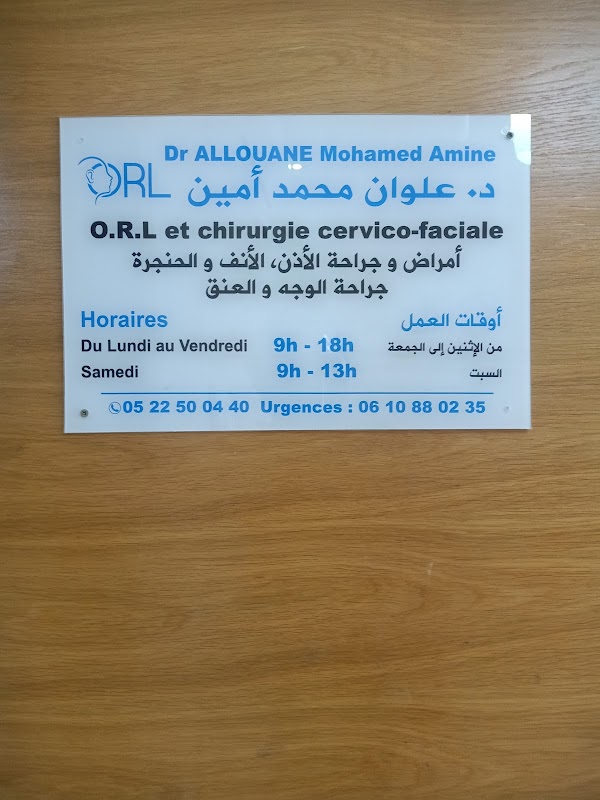 Dr ALLOUANE Mohamed Amine
ORL
د. علوان محمد أمين
O.R.L et chirurgie cervico-faciale
أمراض و جراحة الأذن، الأنف و الحنجرة
جراحة الوجه و العنق
Horaires أوقات العمل
Du Lundi au Vendredi 9h - 18h من الإثنين إلى الجمعة
Samedi 9h - 13h السبت
05 22 50 04 40 Urgences : 06 10 88 02 35